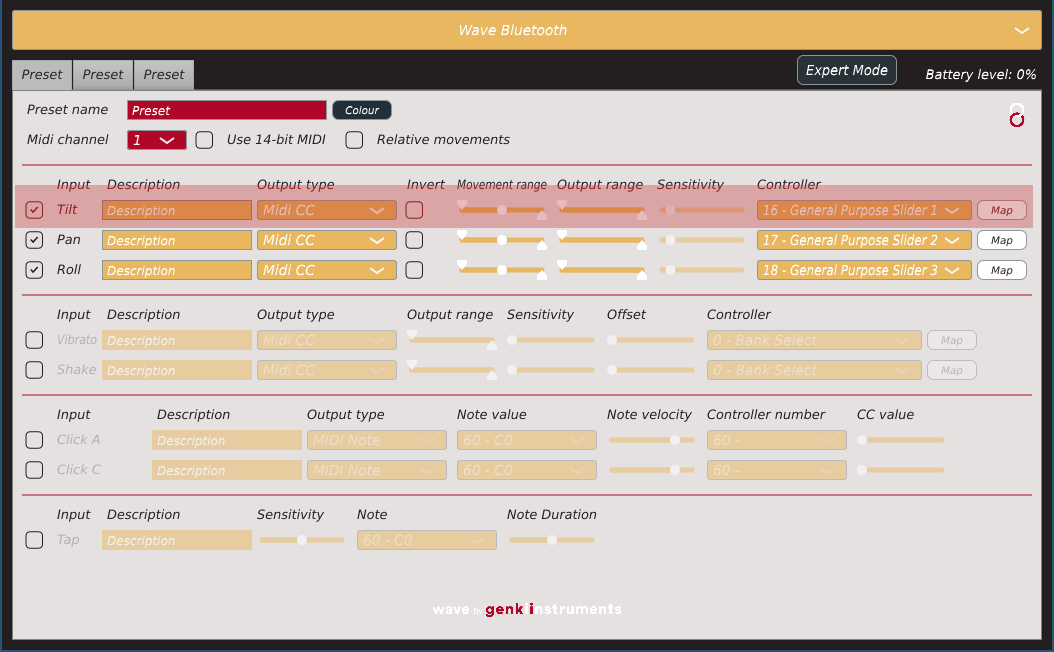 Wave Bluetooth
Preset Preset Preset Expert Mode Battery level: 0%
Preset name Preset Colour
Midi channel 1 Use 14-bit MIDI Relative movements
Input Description Output type Invert Movement range Output range Sensitivity Controller
Tilt Description Midi CC 16 - General Purpose Slider 1 Map
Pan Description Midi CC 17 - General Purpose Slider 2 Map
Roll Description Midi CC 18 - General Purpose Slider 3 Map
Input Description Output type Output range Sensitivity Offset Controller
Vibrato Description Midi CC 0 - Bank Select Map
Shake Description Midi CC 0 - Bank Select Map
Input Description Output type Note value Note velocity Controller number CC value
Click A Description MIDI Note 60 - C0 60 -
Click C Description MIDI Note 60 - C0 60 -
Input Description Sensitivity Note Note Duration
Tap Description 60 - C0
wave by genki instruments